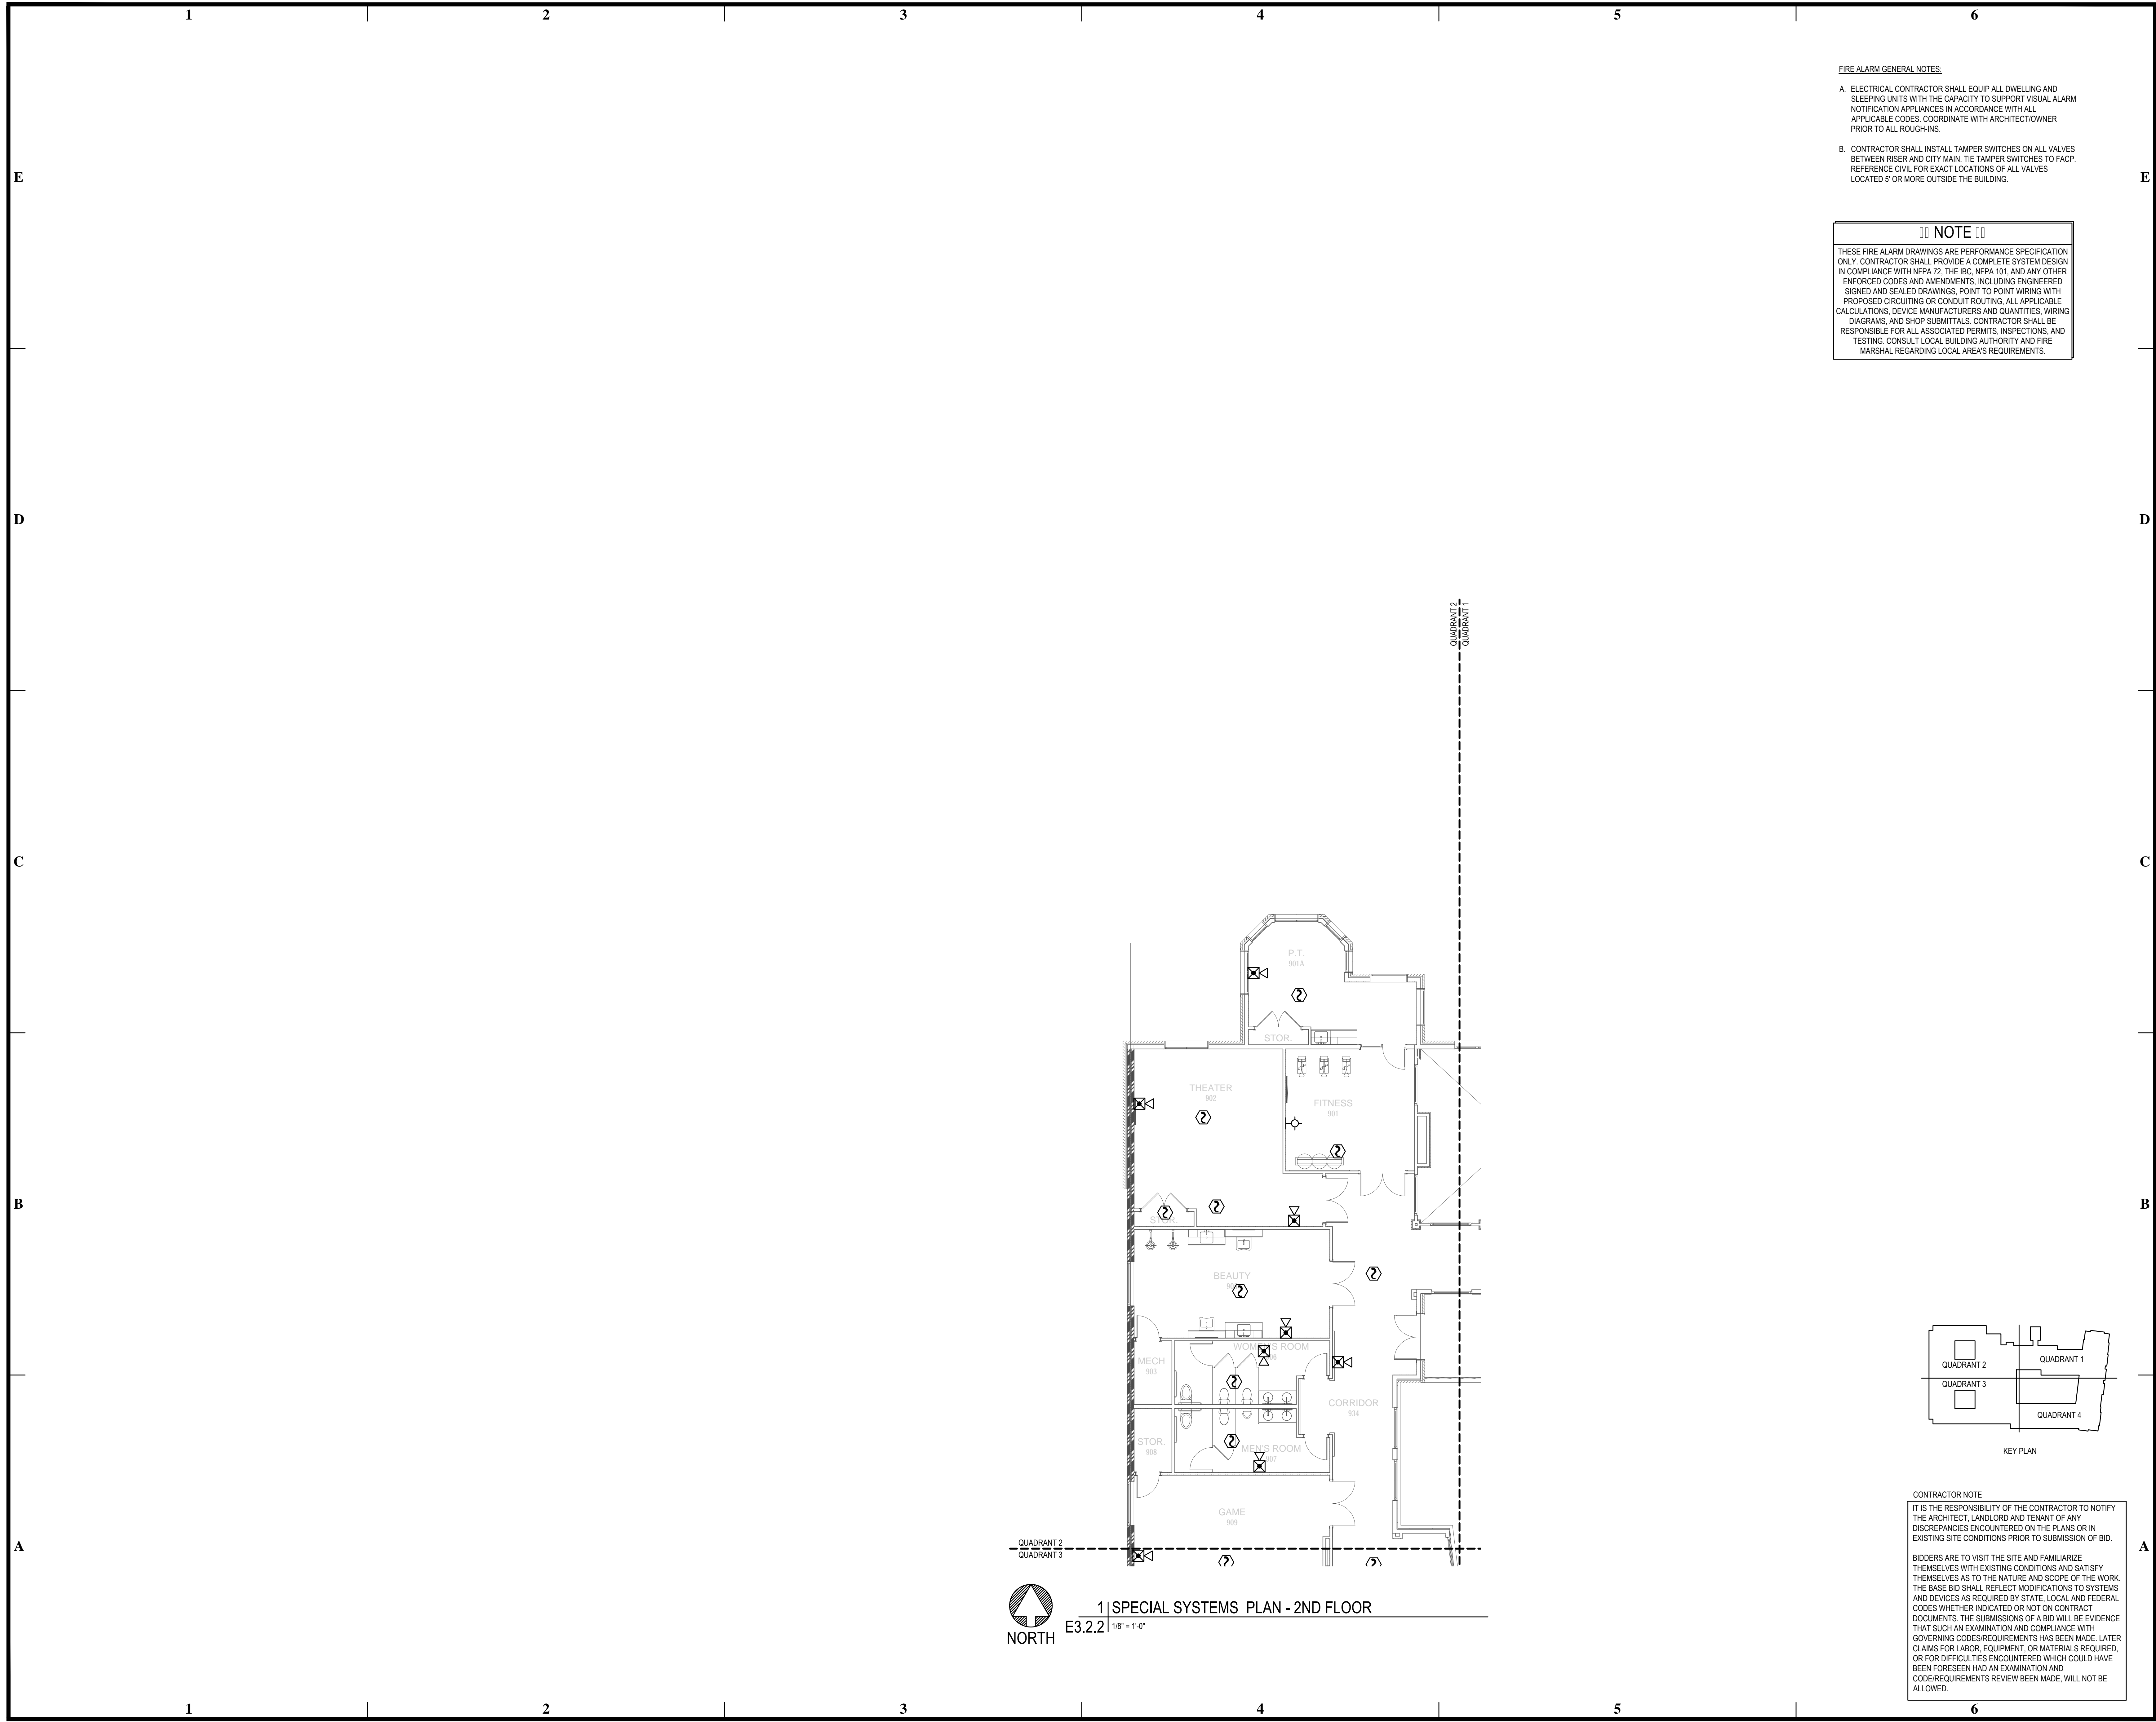 1 2 3 4 5 6
FIRE ALARM GENERAL NOTES:
A. ELECTRICAL CONTRACTOR SHALL EQUIP ALL DWELLING AND
SLEEPING UNITS WITH THE CAPACITY TO SUPPORT VISUAL ALARM
NOTIFICATION APPLIANCES IN ACCORDANCE WITH ALL
APPLICABLE CODES. COORDINATE WITH ARCHITECT/OWNER
PRIOR TO ALL ROUGH-INS.
B. CONTRACTOR SHALL INSTALL TAMPER SWITCHES ON ALL VALVES
BETWEEN RISER AND CITY MAIN. TIE TAMPER SWITCHES TO FACP.
REFERENCE CIVIL FOR EXACT LOCATIONS OF ALL VALVES
LOCATED 5' OR MORE OUTSIDE THE BUILDING.
E E
NOTE
THESE FIRE ALARM DRAWINGS ARE PERFORMANCE SPECIFICATION
ONLY. CONTRACTOR SHALL PROVIDE A COMPLETE SYSTEM DESIGN
IN COMPLIANCE WITH NFPA 72, THE IBC, NFPA 101, AND ANY OTHER
ENFORCED CODES AND AMENDMENTS, INCLUDING ENGINEERED
SIGNED AND SEALED DRAWINGS, POINT TO POINT WIRING WITH
PROPOSED CIRCUITING OR CONDUIT ROUTING, ALL APPLICABLE
CALCULATIONS, DEVICE MANUFACTURERS AND QUANTITIES, WIRING
DIAGRAMS, AND SHOP SUBMITTALS. CONTRACTOR SHALL BE
RESPONSIBLE FOR ALL ASSOCIATED PERMITS, INSPECTIONS, AND
TESTING. CONSULT LOCAL BUILDING AUTHORITY AND FIRE
MARSHAL REGARDING LOCAL AREA'S REQUIREMENTS.
D D
QUADRANT 2
QUADRANT 1
C C
P.T.
901A
STOR.
THEATER
902
FITNESS
901
B B
STOR.
BEAUTY
WOMEN'S ROOM
MECH
903
CORRIDOR
934
STOR.
908
MEN'S ROOM
907
GAME
909
QUADRANT 2
QUADRANT 3
A A
NORTH
1 SPECIAL SYSTEMS PLAN - 2ND FLOOR
E3.2.2 1/8" = 1'-0"
QUADRANT 2
QUADRANT 1
QUADRANT 3
QUADRANT 4
KEY PLAN
CONTRACTOR NOTE
IT IS THE RESPONSIBILITY OF THE CONTRACTOR TO NOTIFY
THE ARCHITECT, LANDLORD AND TENANT OF ANY
DISCREPANCIES ENCOUNTERED ON THE PLANS OR IN
EXISTING SITE CONDITIONS PRIOR TO SUBMISSION OF BID.
BIDDERS ARE TO VISIT THE SITE AND FAMILIARIZE
THEMSELVES WITH EXISTING CONDITIONS AND SATISFY
THEMSELVES AS TO THE NATURE AND SCOPE OF THE WORK.
THE BASE BID SHALL REFLECT MODIFICATIONS TO SYSTEMS
AND DEVICES AS REQUIRED BY STATE, LOCAL AND FEDERAL
CODES WHETHER INDICATED OR NOT ON CONTRACT
DOCUMENTS. THE SUBMISSIONS OF A BID WILL BE EVIDENCE
THAT SUCH AN EXAMINATION AND COMPLIANCE WITH
GOVERNING CODES/REQUIREMENTS HAS BEEN MADE. LATER
CLAIMS FOR LABOR, EQUIPMENT, OR MATERIALS REQUIRED,
OR FOR DIFFICULTIES ENCOUNTERED WHICH COULD HAVE
BEEN FORESEEN HAD AN EXAMINATION AND
CODE/REQUIREMENTS REVIEW BEEN MADE, WILL NOT BE
ALLOWED.
1 2 3 4 5 6